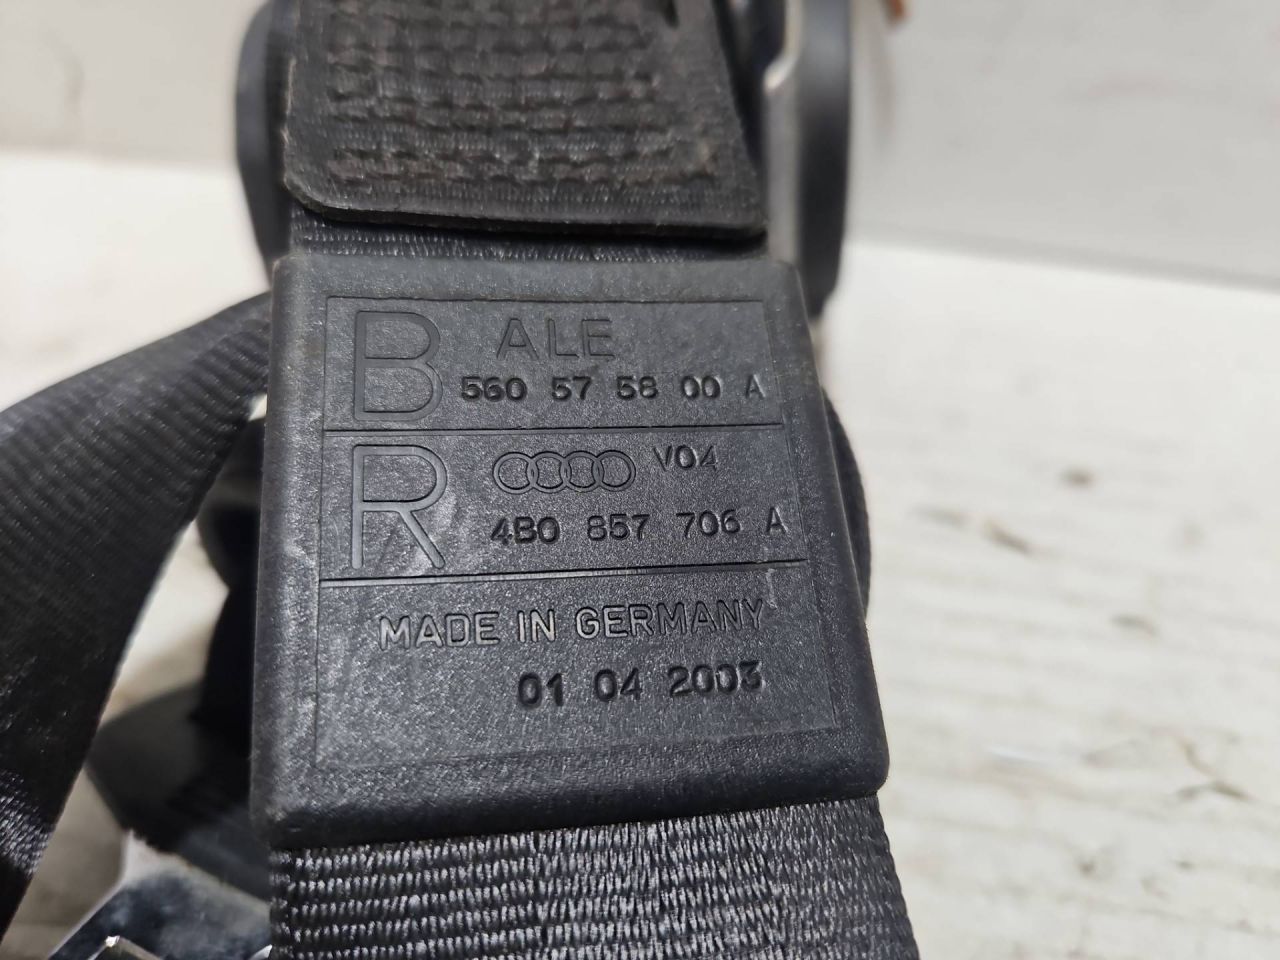 B ALE
560 57 58 00 A
R V04
4B0 857 706 A
MADE IN GERMANY
01 04 2003